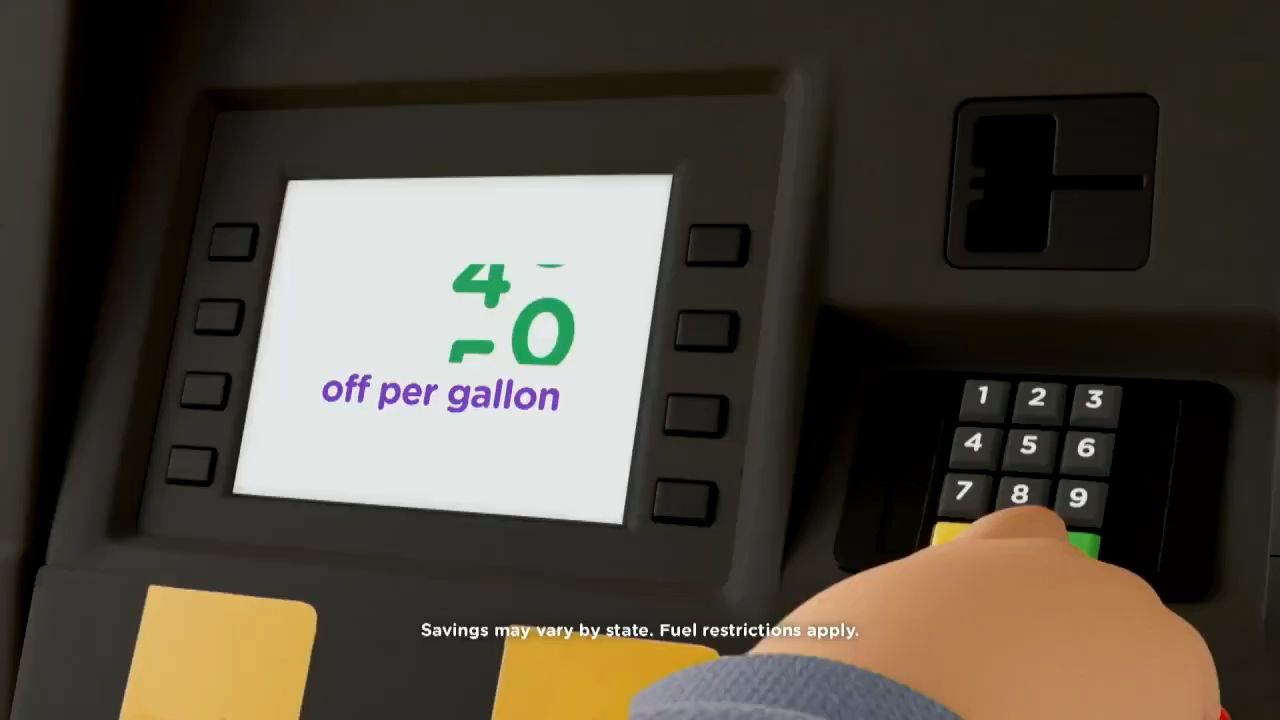 40
off per gallon
1 2 3
4 5 6
7 8 9
Savings may vary by state. Fuel restrictions apply.